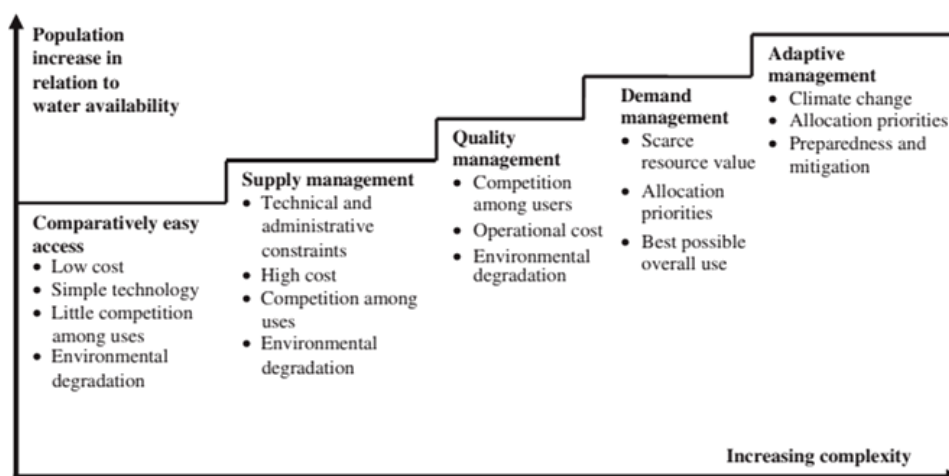 Population
increase in
relation to
water availability
Comparatively easy
access
• Low cost
• Simple technology
• Little competition
among uses
• Environmental
degradation
Supply management
• Technical and
administrative
constraints
• High cost
• Competition among
uses
• Environmental
degradation
Quality
management
• Competition
among users
• Operational cost
• Environmental
degradation
Demand
management
• Scarce
resource value
• Allocation
priorities
• Best possible
overall use
Adaptive
management
• Climate change
• Allocation priorities
• Preparedness and
mitigation
Increasing complexity